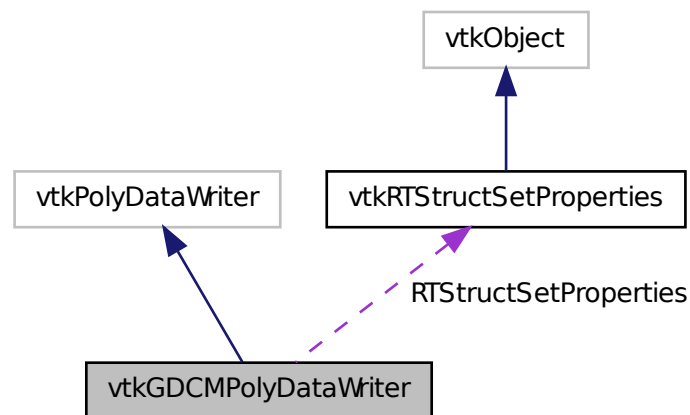 vtkObject
vtkPolyDataWriter
vtkRTStructSetProperties
RTStructSetProperties
vtkGDCMPolyDataWriter